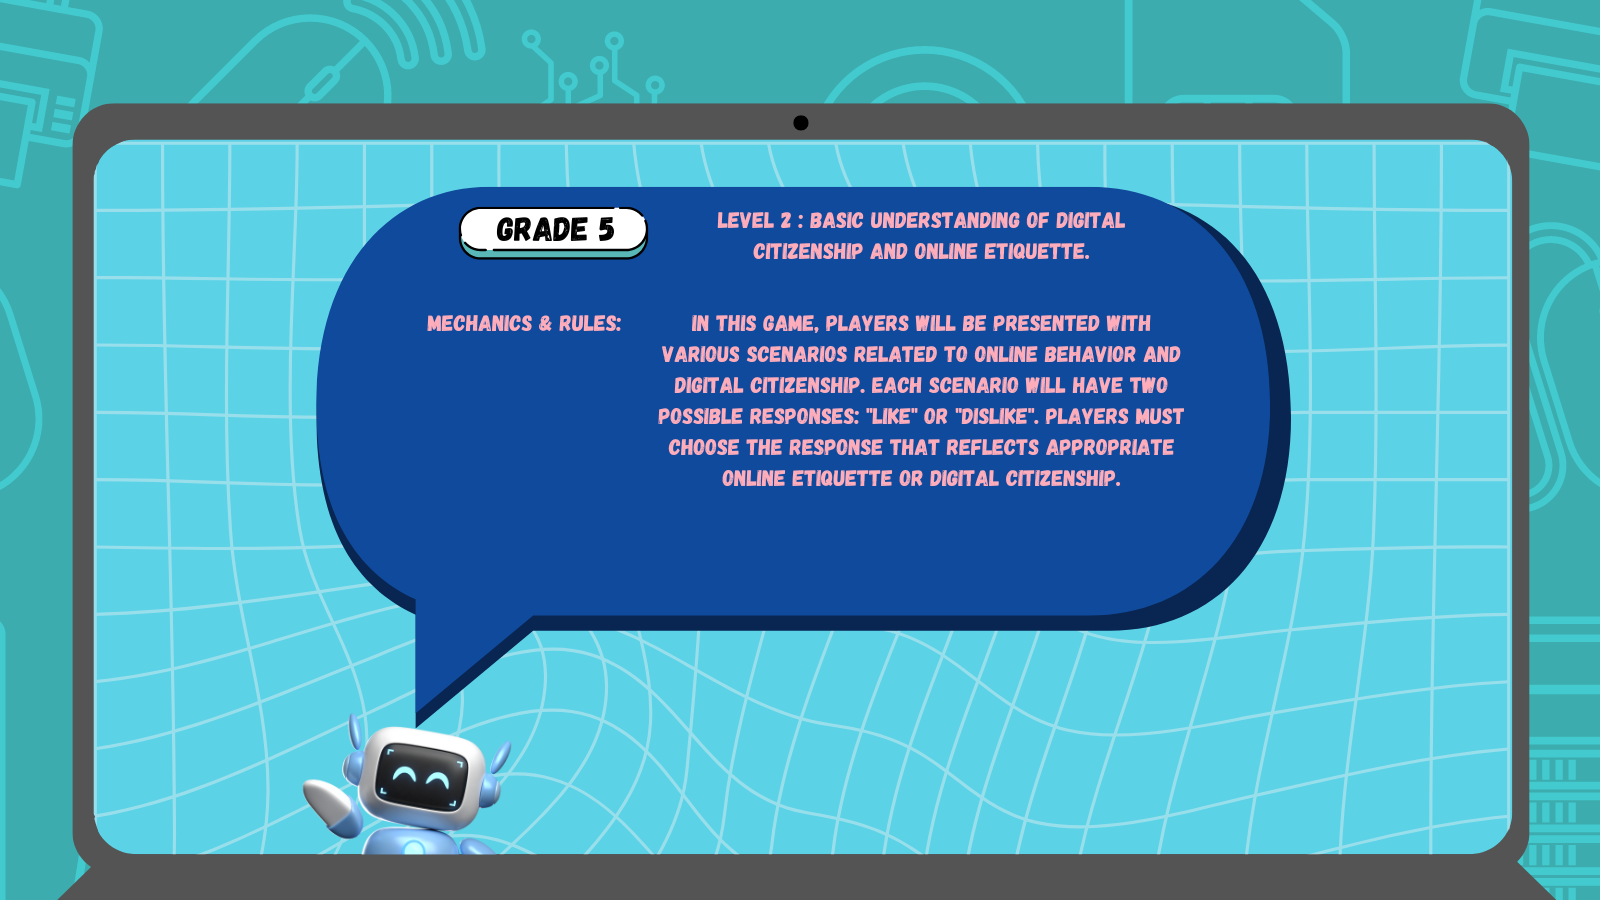 GRADE 5
LEVEL 2 : BASIC UNDERSTANDING OF DIGITAL
CITIZENSHIP AND ONLINE ETIQUETTE.
MECHANICS & RULES:
IN THIS GAME, PLAYERS WILL BE PRESENTED WITH
VARIOUS SCENARIOS RELATED TO ONLINE BEHAVIOR AND
DIGITAL CITIZENSHIP. EACH SCENARIO WILL HAVE TWO
POSSIBLE RESPONSES: "LIKE" OR "DISLIKE". PLAYERS MUST
CHOOSE THE RESPONSE THAT REFLECTS APPROPRIATE
ONLINE ETIQUETTE OR DIGITAL CITIZENSHIP.